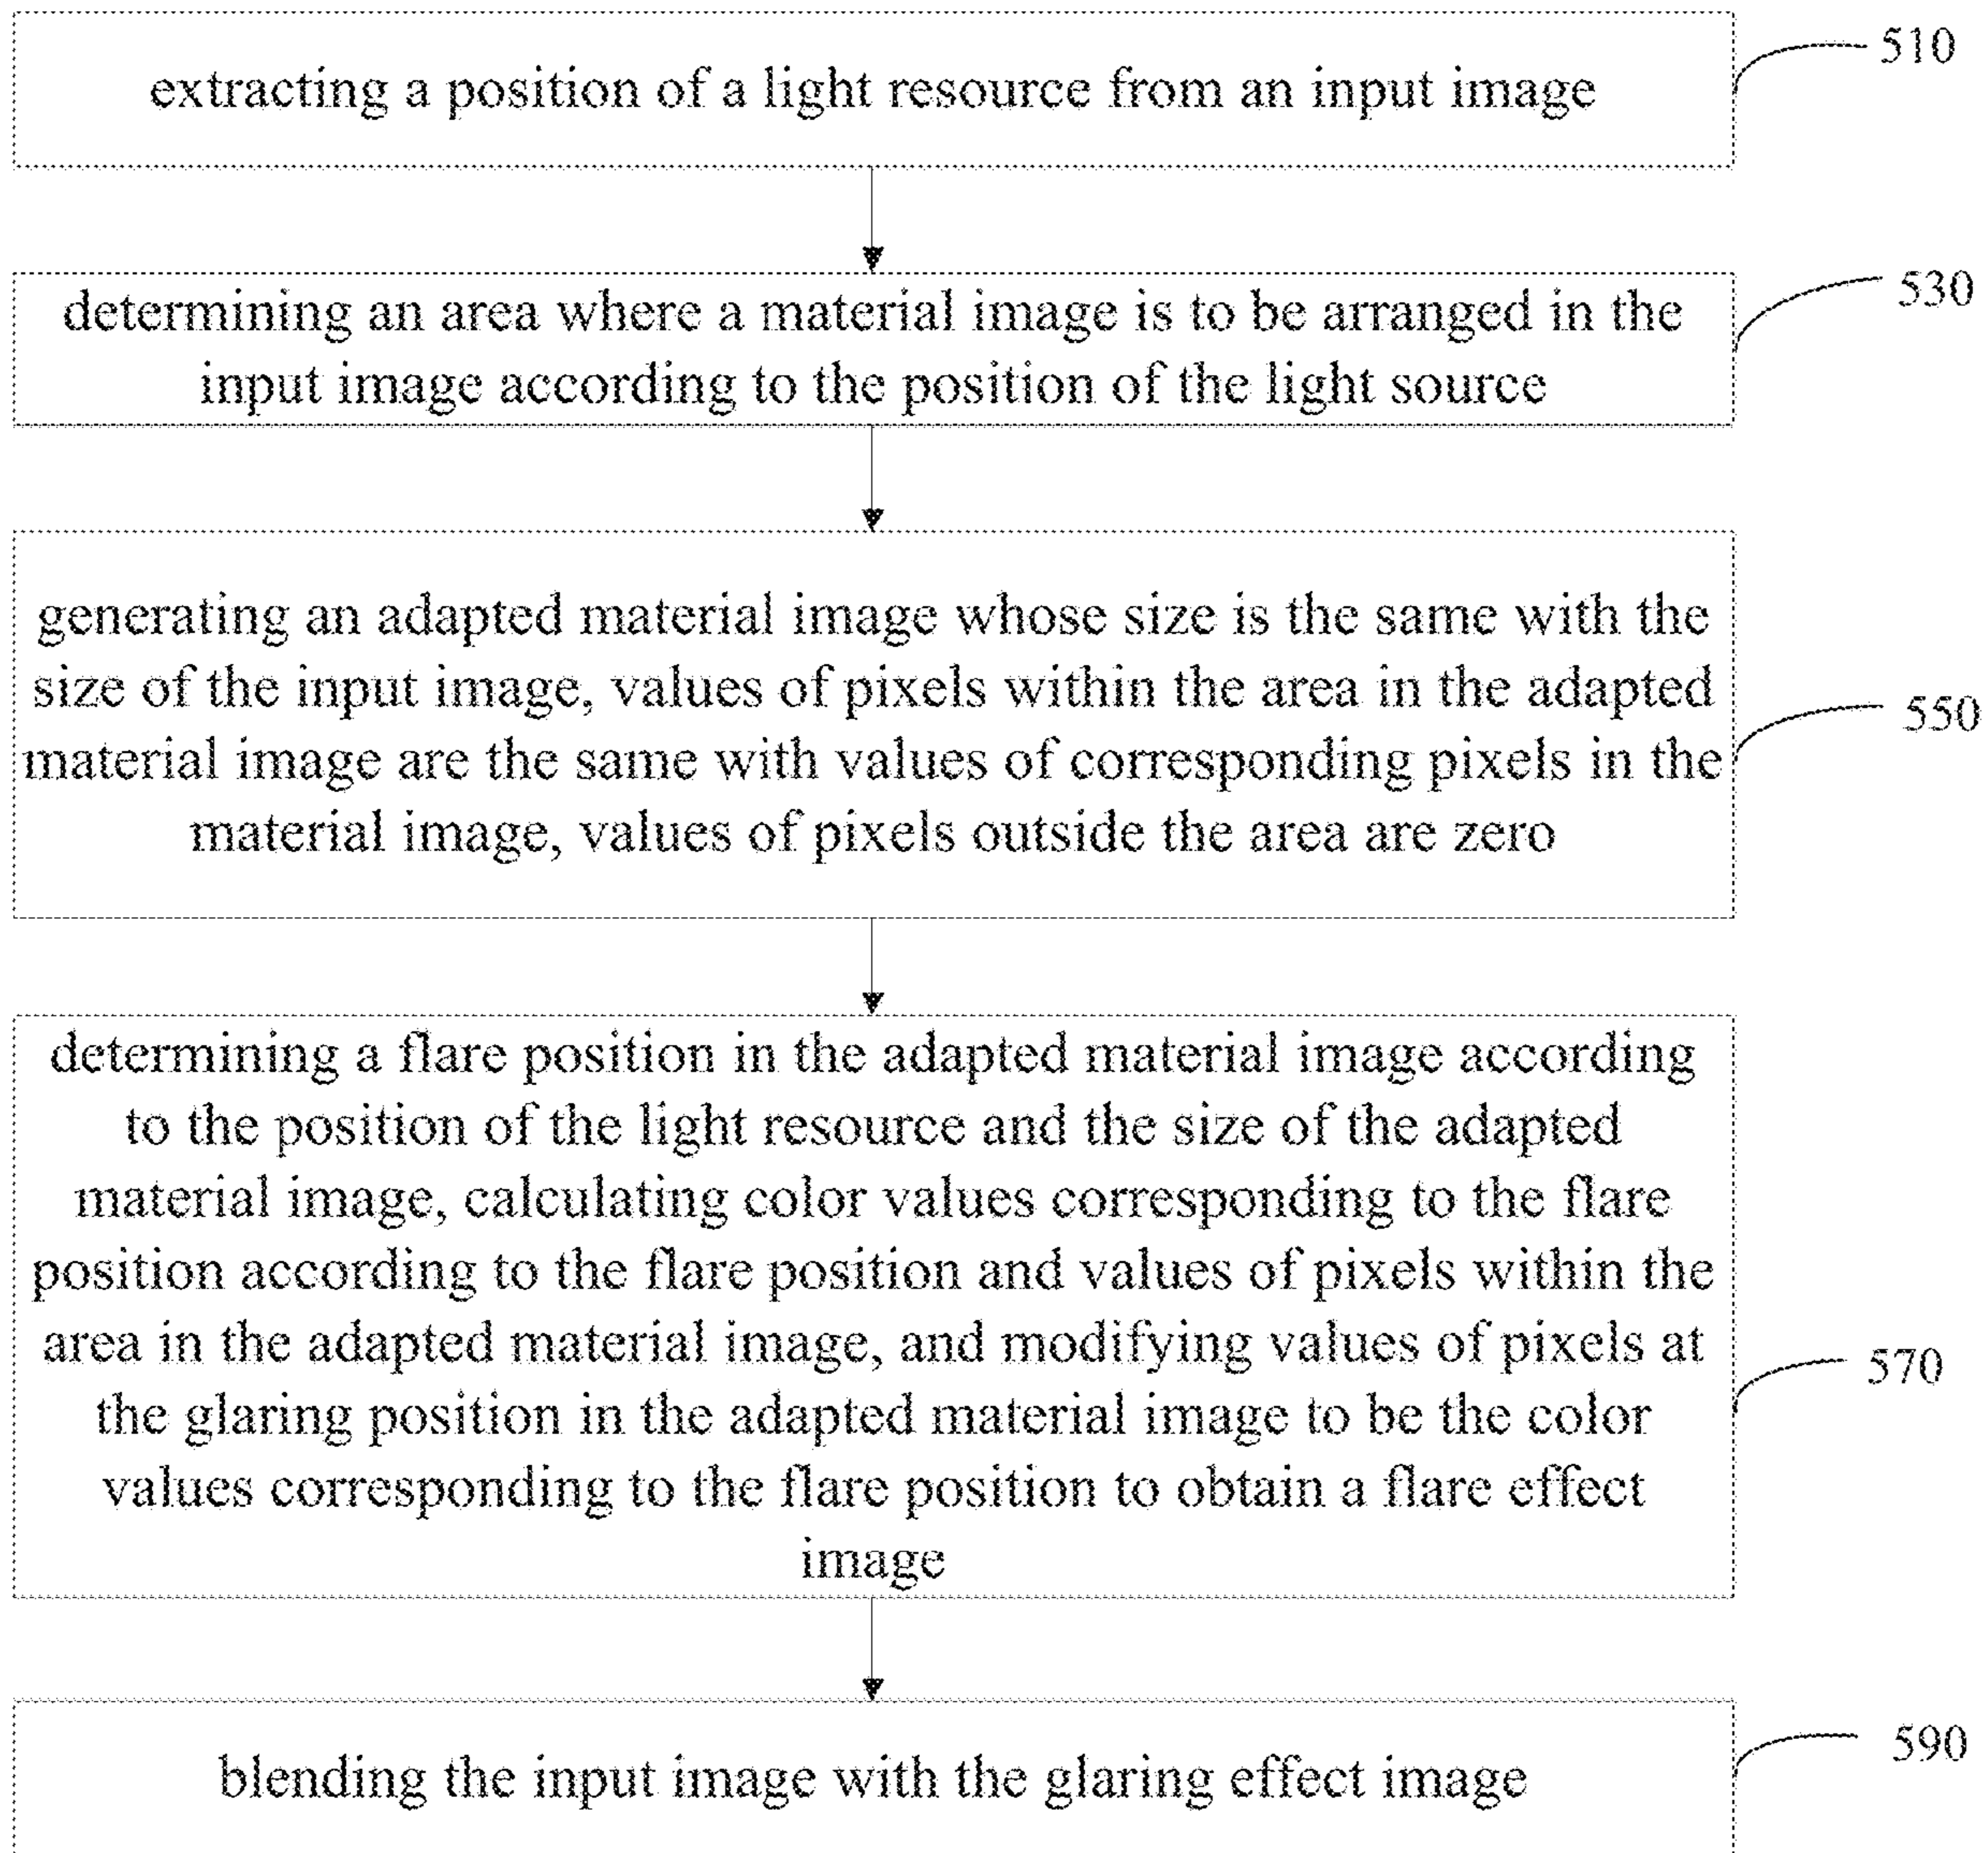 extracting a position of a light resource from an input image
510
determining an area where a material image is to be arranged in the
input image according to the position of the light source
530
generating an adapted material image whose size is the same with the
size of the input image, values of pixels within the area in the adapted
material image are the same with values of corresponding pixels in the
material image, values of pixels outside the area are zero
550
determining a flare position in the adapted material image according
to the position of the light resource and the size of the adapted
material image, calculating color values corresponding to the flare
position according to the flare position and values of pixels within the
area in the adapted material image, and modifying values of pixels at
the glaring position in the adapted material image to be the color
values corresponding to the flare position to obtain a flare effect
image
570
blending the input image with the glaring effect image
590